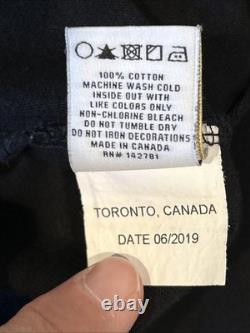 100% COTTON
MACHINE WASH COLD
INSIDE OUT WITH
LIKE COLORS ONLY
NON-CHLORINE BLEACH
DO NOT TUMBLE DRY
DO NOT IRON DECORATIONS
MADE IN CANADA
RN# 142781
TORONTO, CANADA
DATE 06/2019